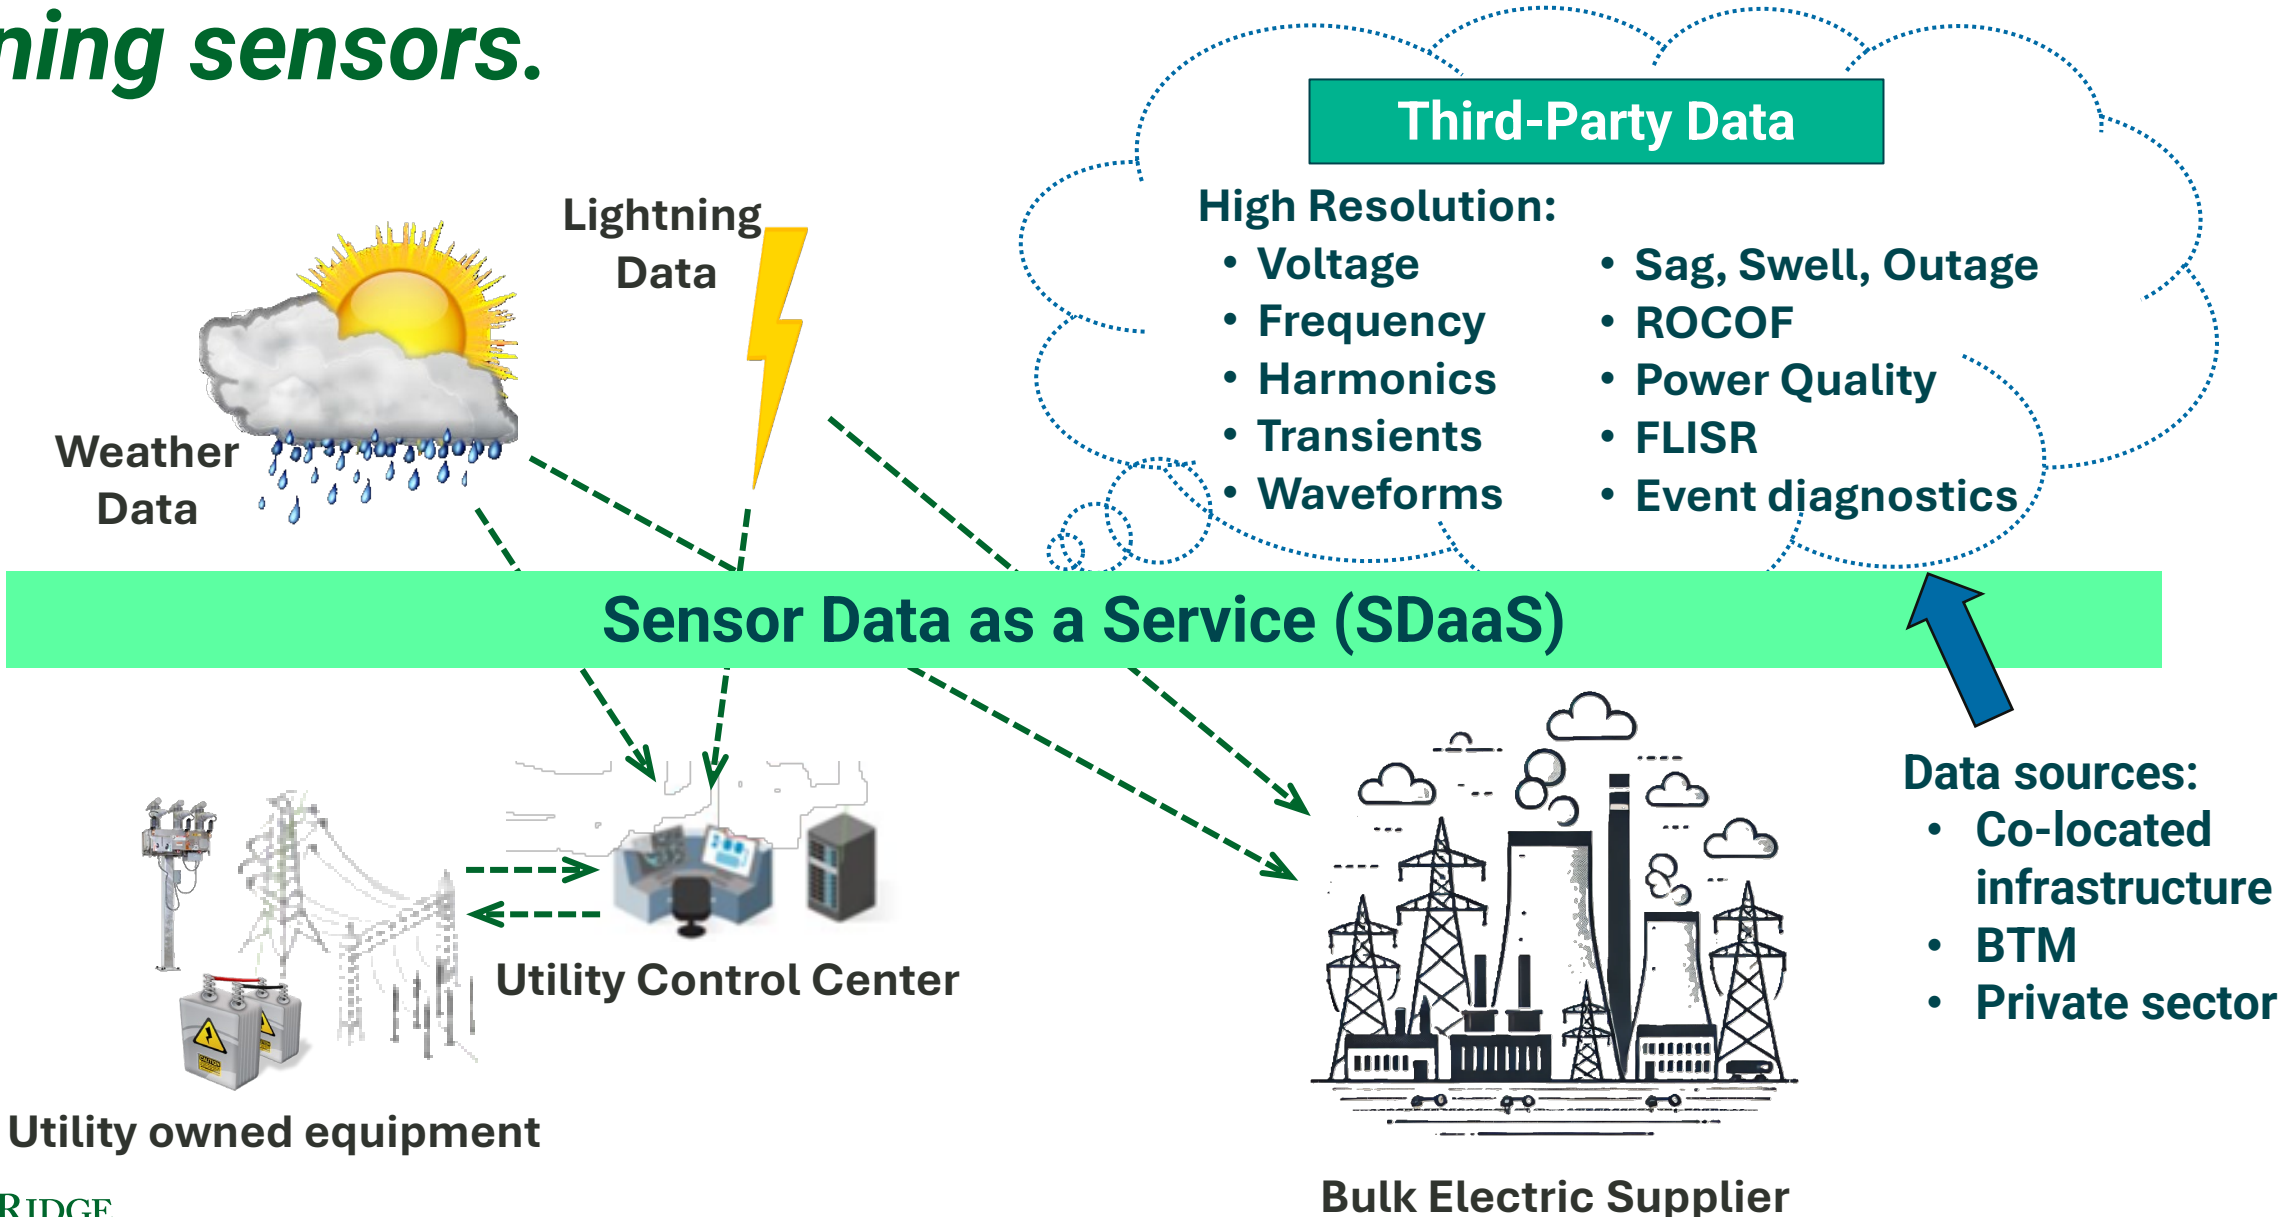 ning sensors.
Third-Party Data
High Resolution:
• Voltage
• Frequency
• Harmonics
• Transients
• Waveforms
• Sag, Swell, Outage
• ROCOF
• Power Quality
• FLISR
• Event diagnostics
Lightning
Data
Weather
Data
Sensor Data as a Service (SDaaS)
Data sources:
• Co-located
infrastructure
• BTM
• Private sector
Utility Control Center
Utility owned equipment
Bulk Electric Supplier
RIDGE